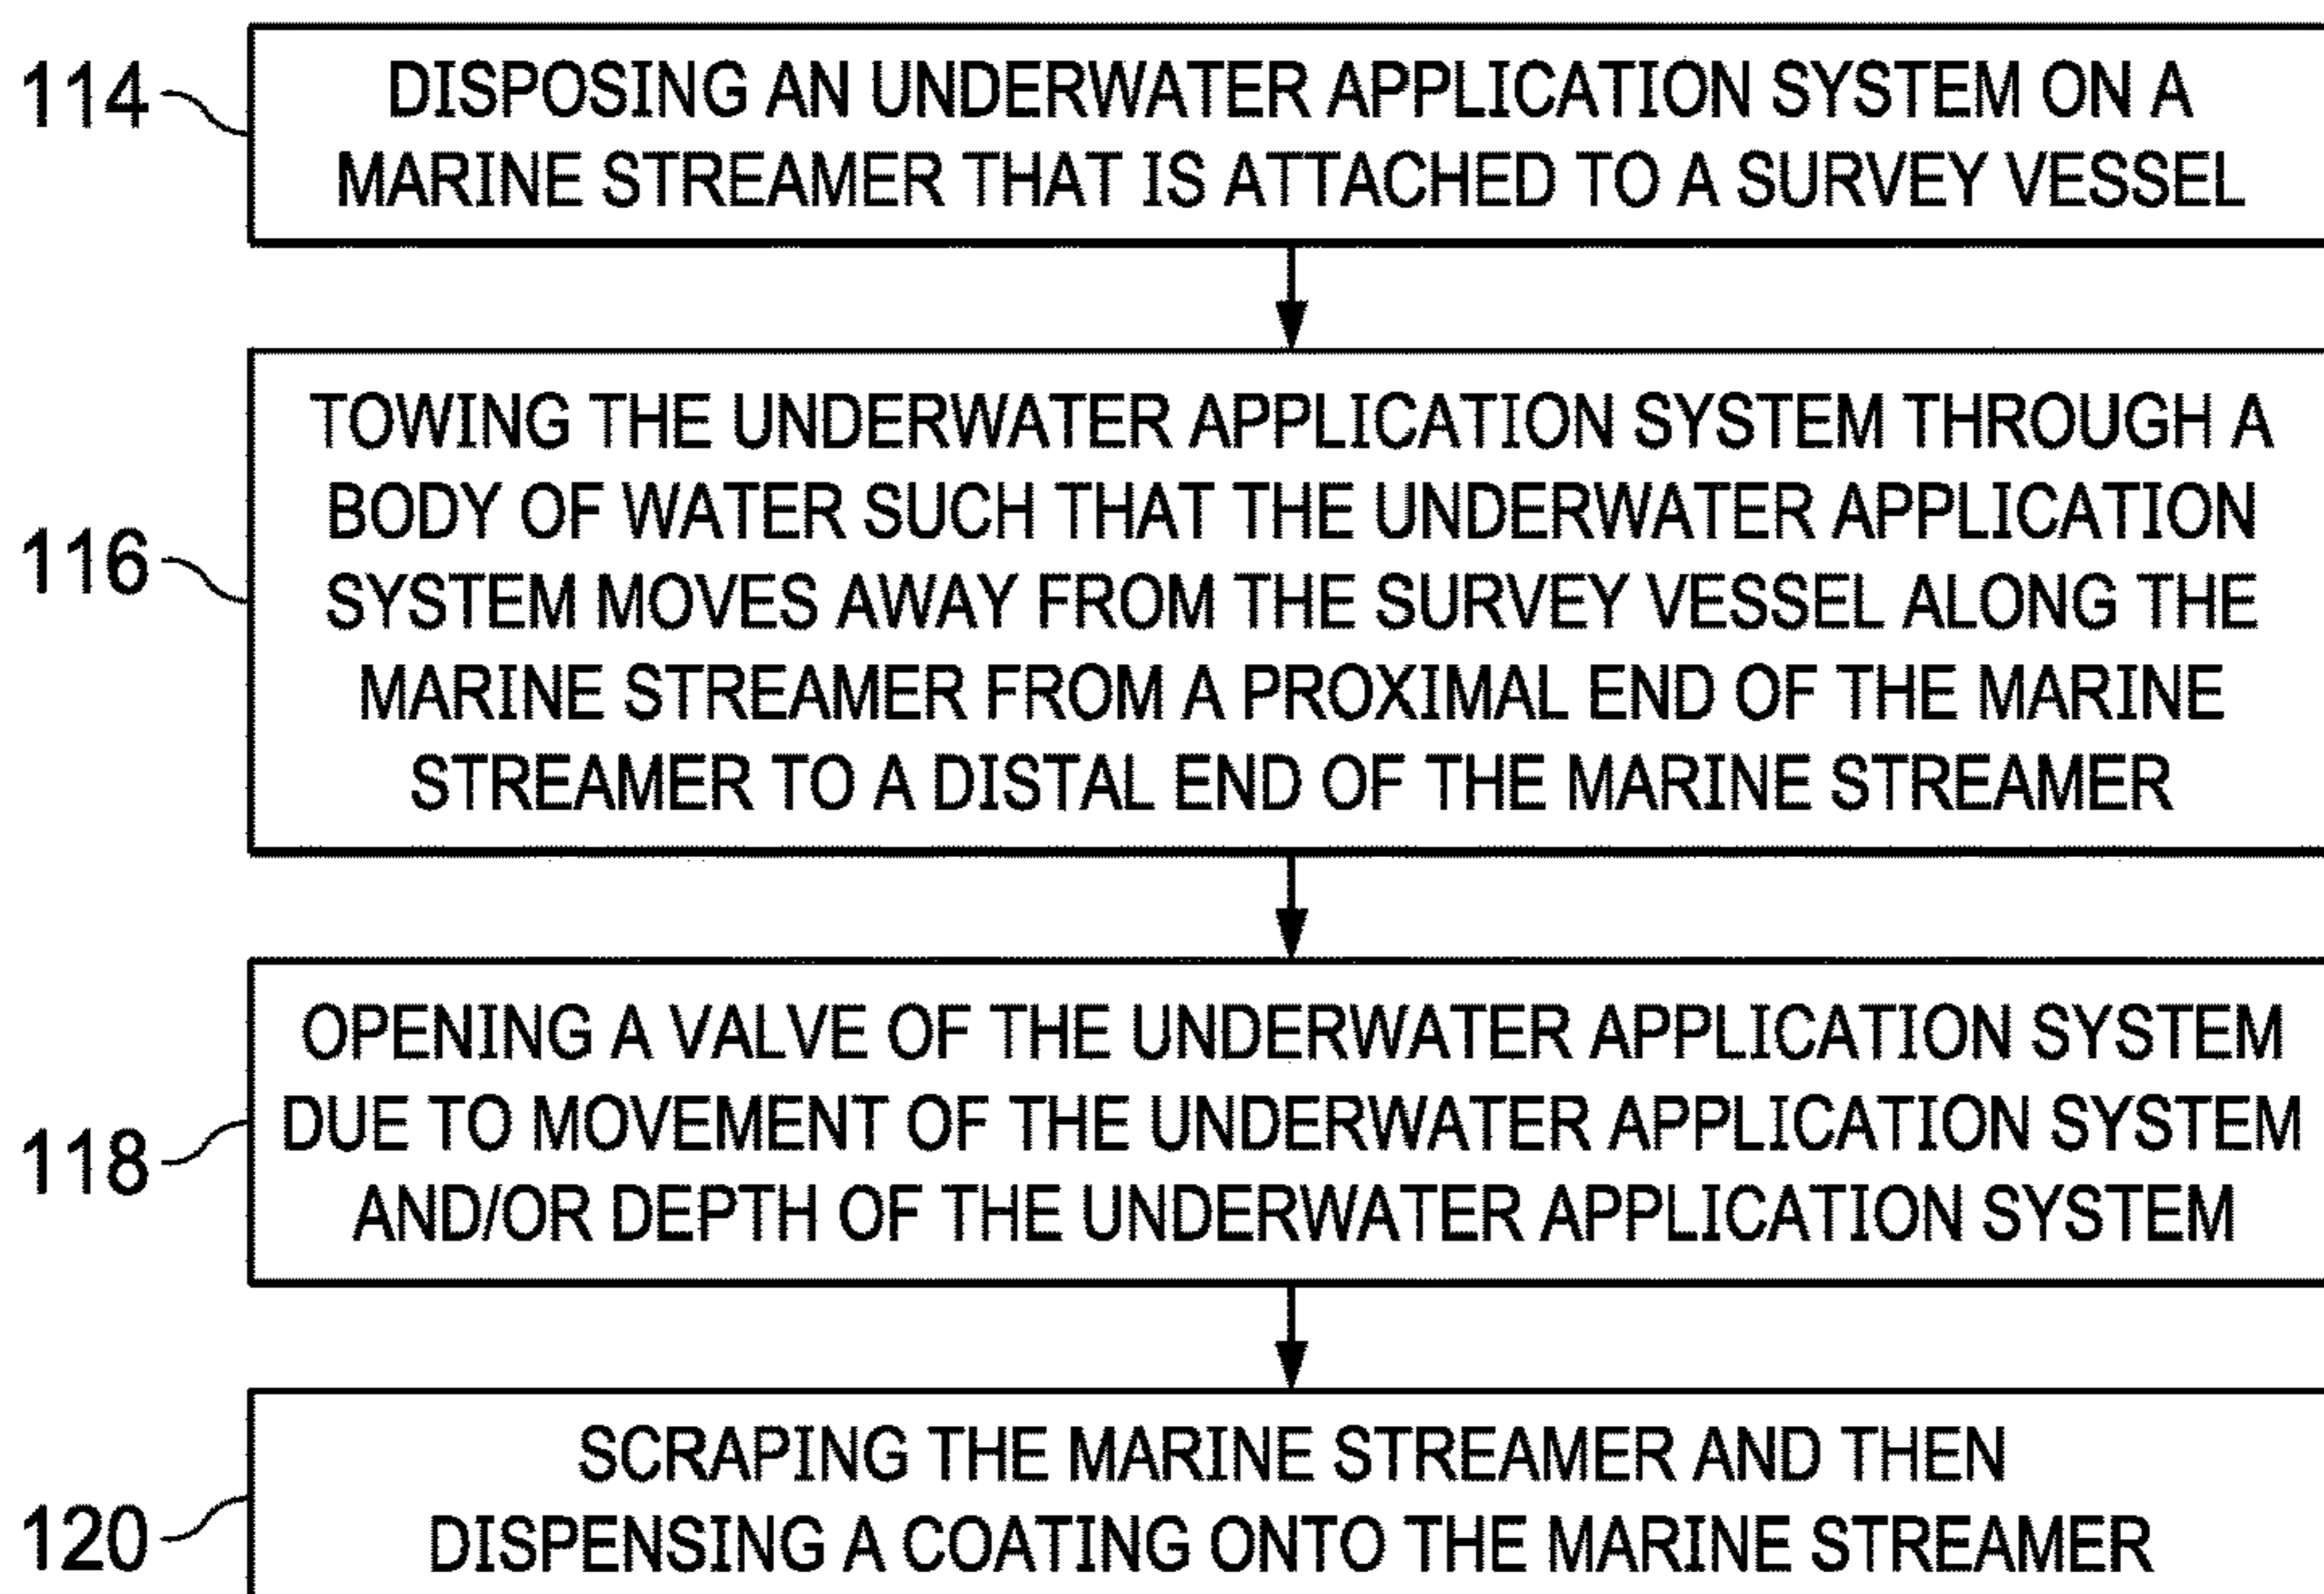 114
DISPOSING AN UNDERWATER APPLICATION SYSTEM ON A
MARINE STREAMER THAT IS ATTACHED TO A SURVEY VESSEL
116
TOWING THE UNDERWATER APPLICATION SYSTEM THROUGH A
BODY OF WATER SUCH THAT THE UNDERWATER APPLICATION
SYSTEM MOVES AWAY FROM THE SURVEY VESSEL ALONG THE
MARINE STREAMER FROM A PROXIMAL END OF THE MARINE
STREAMER TO A DISTAL END OF THE MARINE STREAMER
118
OPENING A VALVE OF THE UNDERWATER APPLICATION SYSTEM
DUE TO MOVEMENT OF THE UNDERWATER APPLICATION SYSTEM
AND/OR DEPTH OF THE UNDERWATER APPLICATION SYSTEM
120
SCRAPING THE MARINE STREAMER AND THEN
DISPENSING A COATING ONTO THE MARINE STREAMER